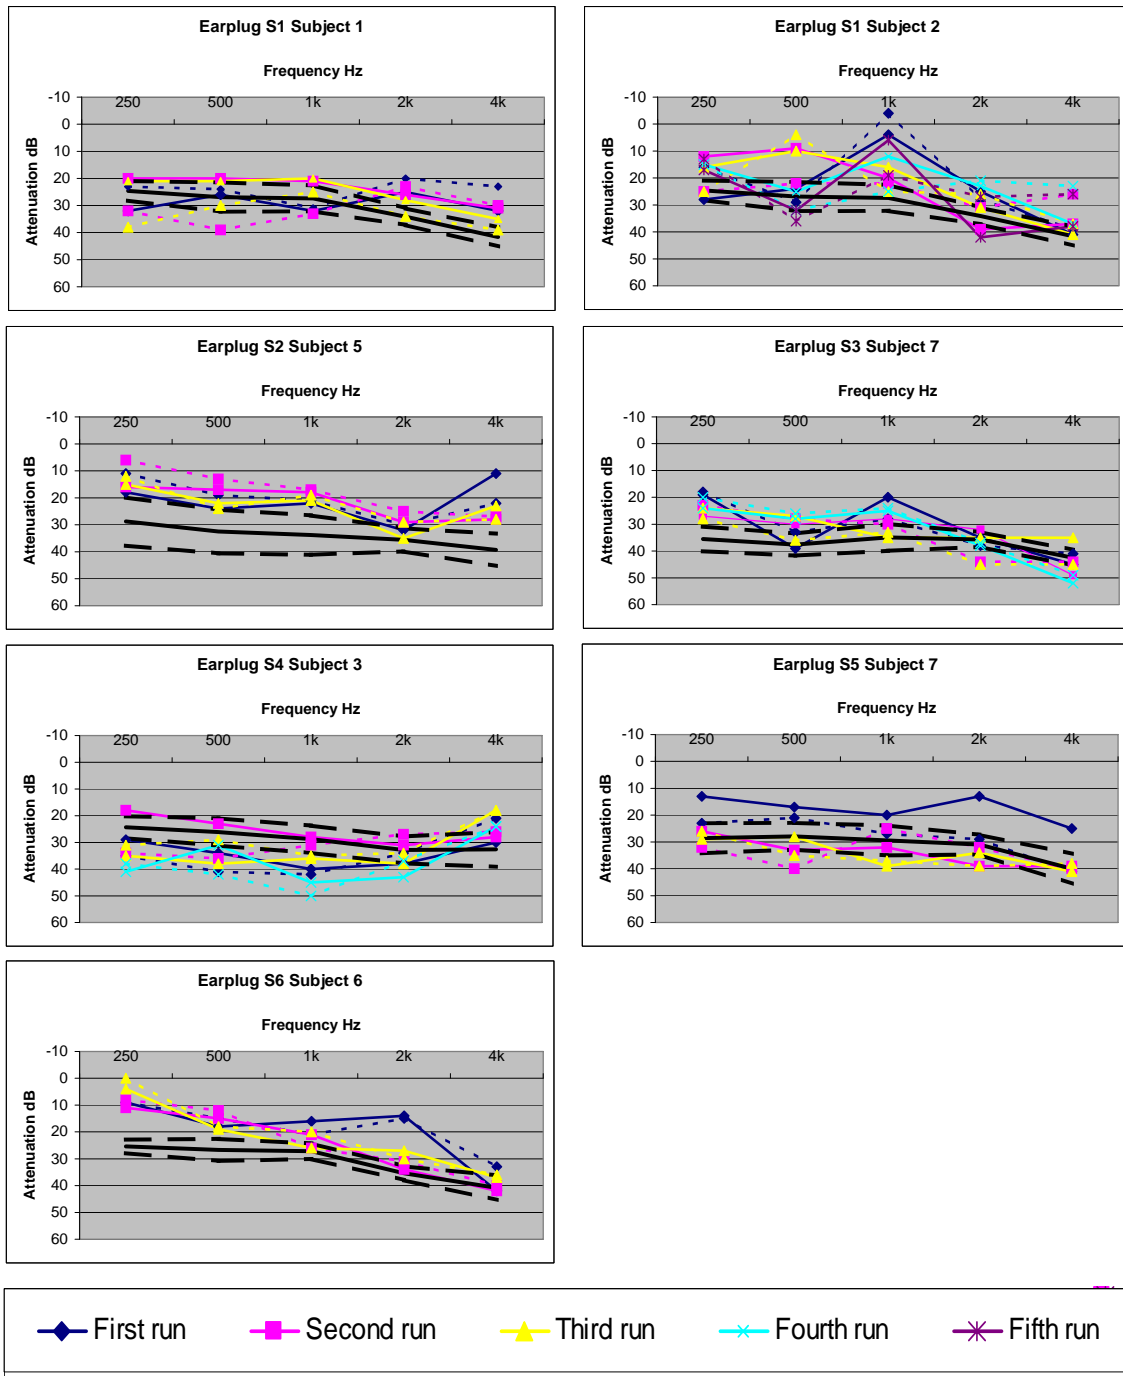 Earplug S1 Subject 1
Frequency Hz
250 500 1k 2k 4k
-10
0
10
20
30
40
50
60
Attenuation dB
Earplug S1 Subject 2
Frequency Hz
250 500 1k 2k 4k
-10
0
10
20
30
40
50
60
Attenuation dB
Earplug S2 Subject 5
Frequency Hz
250 500 1k 2k 4k
-10
0
10
20
30
40
50
60
Attenuation dB
Earplug S3 Subject 7
Frequency Hz
250 500 1k 2k 4k
-10
0
10
20
30
40
50
60
Attenuation dB
Earplug S4 Subject 3
Frequency Hz
250 500 1k 2k 4k
-10
0
10
20
30
40
50
60
Attenuation dB
Earplug S5 Subject 7
Frequency Hz
250 500 1k 2k 4k
-10
0
10
20
30
40
50
60
Attenuation dB
Earplug S6 Subject 6
Frequency Hz
250 500 1k 2k 4k
-10
0
10
20
30
40
50
60
Attenuation dB
First run Second run Third run Fourth run Fifth run